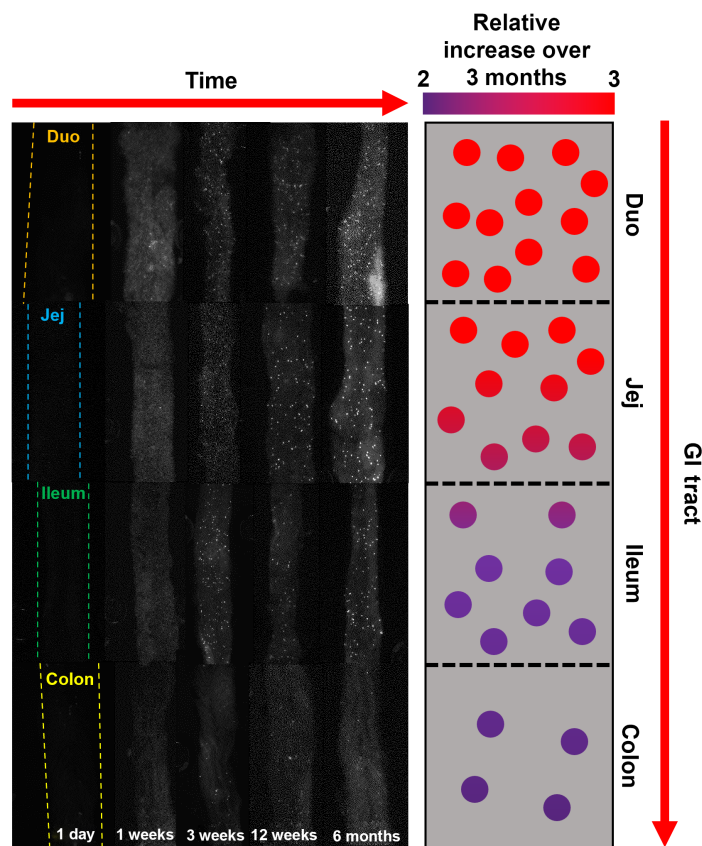 Relative
increase over
2 3 months 3
Time
Duo
Jej
Ileum
Colon
1 day 1 weeks 3 weeks 12 weeks 6 months
Duo
Jej
Ileum
Colon
GI tract